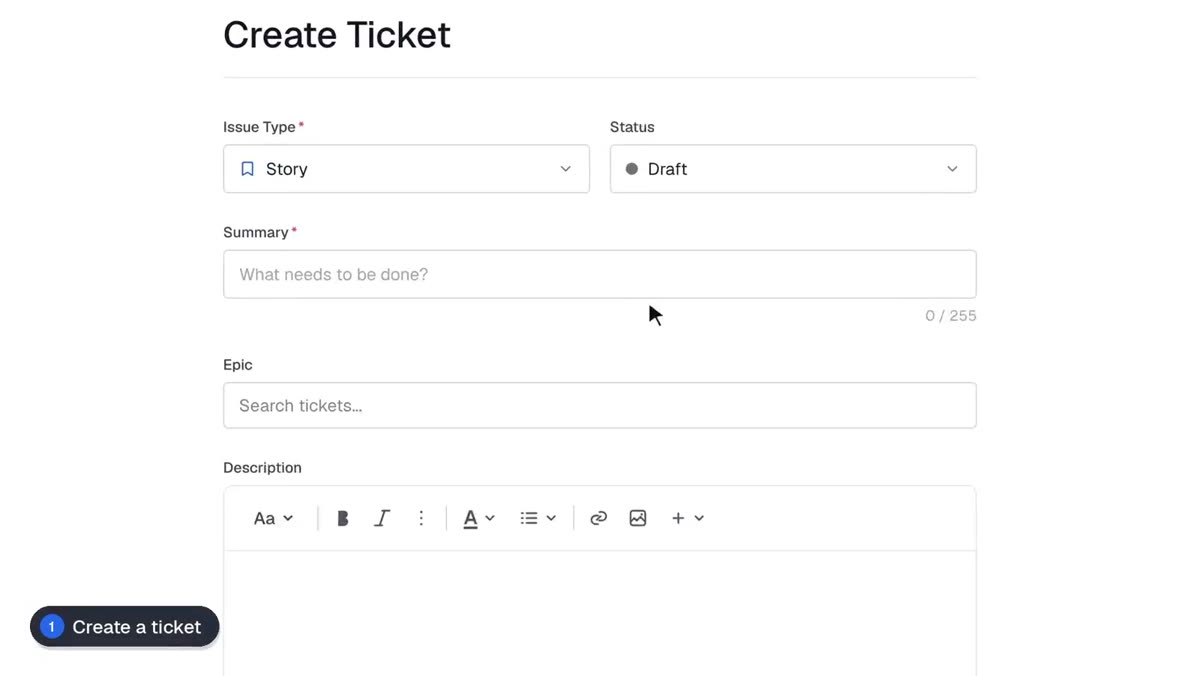 Create Ticket
Issue Type* Status
Story Draft
Summary*
What needs to be done?
0 / 255
Epic
Search tickets...
Description
Aa B I A
1 Create a ticket